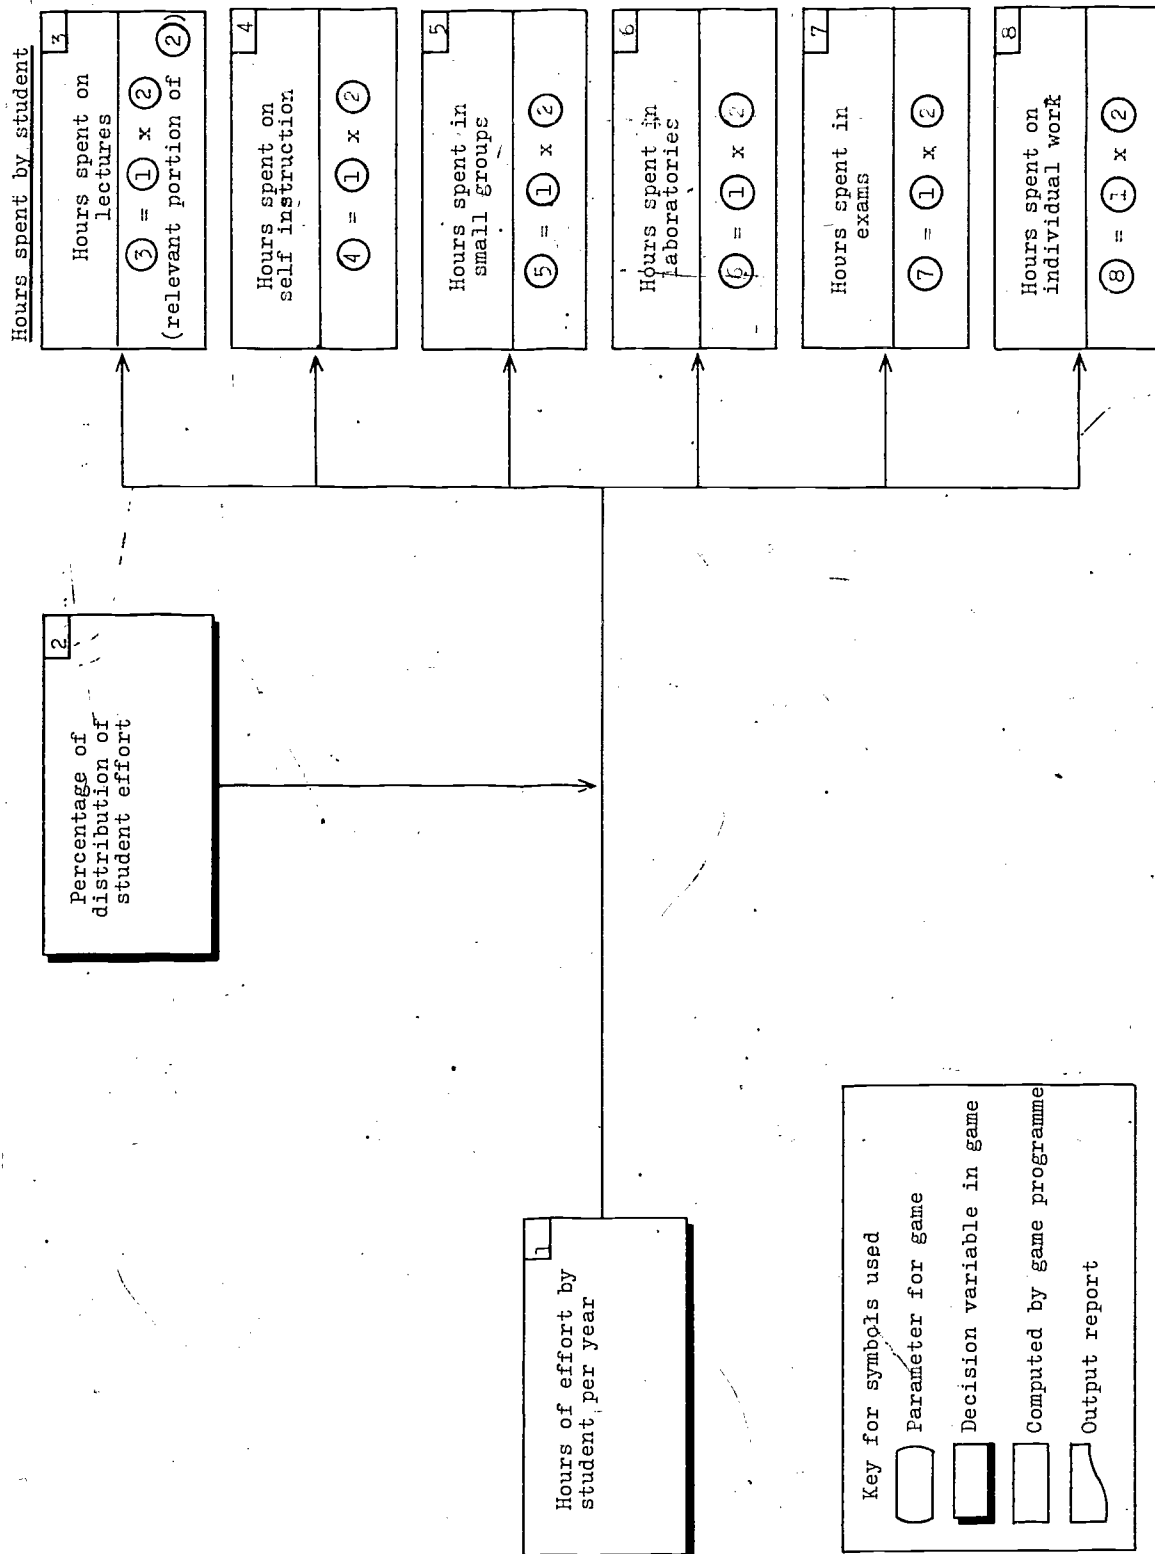 Hours spent by student
3
Hours spent on
lectures
3 = 1 x 2
(relevant portion of 2)
4
Hours spent on
self instruction
4 = 1 x 2
5
Hours spent in
small groups
5 = 1 x 2
6
Hours spent in
laboratories
6 = 1 x 2
7
Hours spent in
exams
7 = 1 x 2
8
Hours spent on
individual work
8 = 1 x 2
2
Percentage of
distribution of
student effort
1
Hours of effort by
student per year
Key for symbols used
Parameter for game
Decision variable in game
Computed by game programme
Output report